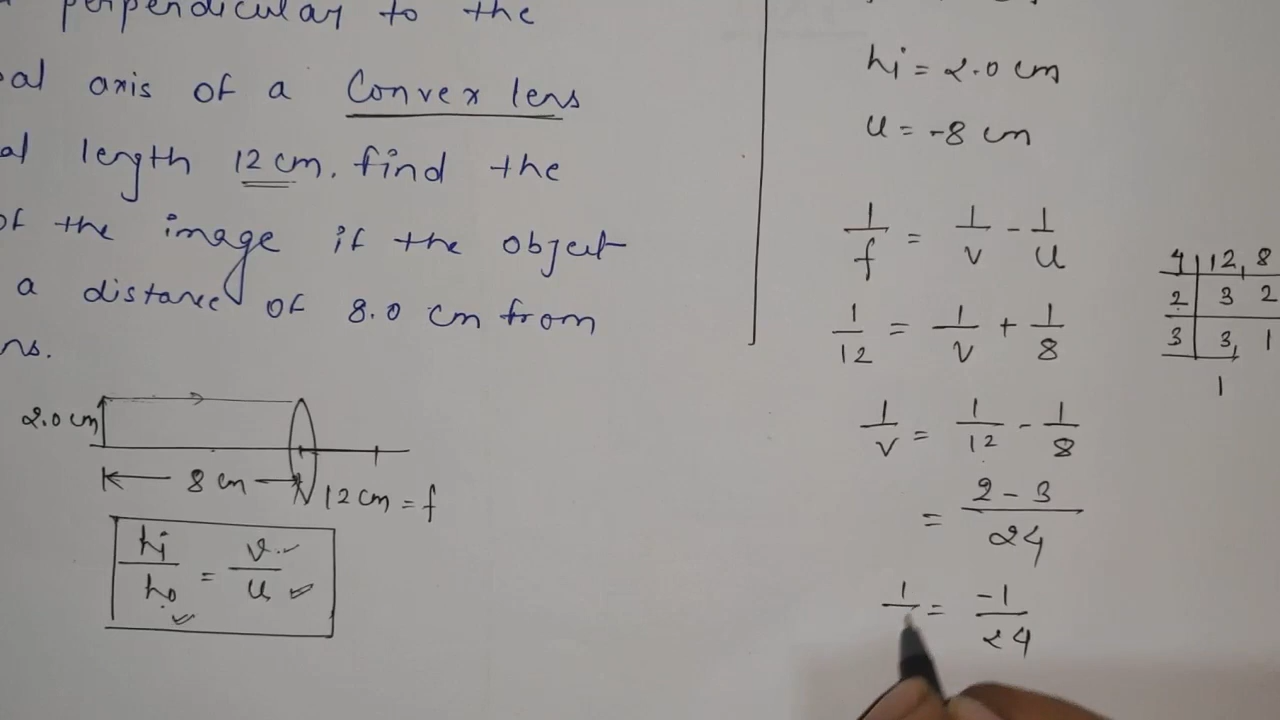 perpendicular to the
al axis of a Convex lens
al length 12 cm. find the
of the image if the object
a distance of 8.0 cm from
ns.
2.0 cm
8 cm
12 cm = f
hi/ho = v/u
hi = 2.0 cm
u = -8 cm
1/f = 1/v - 1/u
1/12 = 1/v + 1/8
1/v = 1/12 - 1/8
= 2 - 3/24
1/ = -1/24
4 | 12, 8
2 | 3 2
3 | 3, 1
1